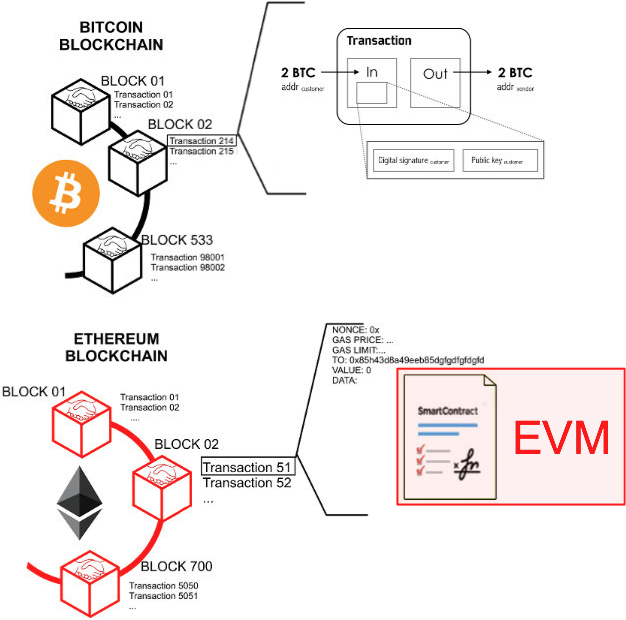 BITCOIN
BLOCKCHAIN
BLOCK 01
Transaction 01
Transaction 02
...
BLOCK 02
Transaction 214
Transaction 215
...
BLOCK 533
Transaction 98001
Transaction 98002
...
Transaction
2 BTC
addr customer
In
Out
2 BTC
addr vendor
Digital signature customer
Public key customer
ETHEREUM
BLOCKCHAIN
BLOCK 01
Transaction 01
Transaction 02
....
BLOCK 02
Transaction 51
Transaction 52
...
BLOCK 700
Transaction 5050
Transaction 5051
...
NONCE: 0x
GAS PRICE: ...
GAS LIMIT:...
TO: 0x85h43d8a49eeb85dgfgdfgfdgfd
VALUE: 0
DATA:
SmartContract
x
EVM